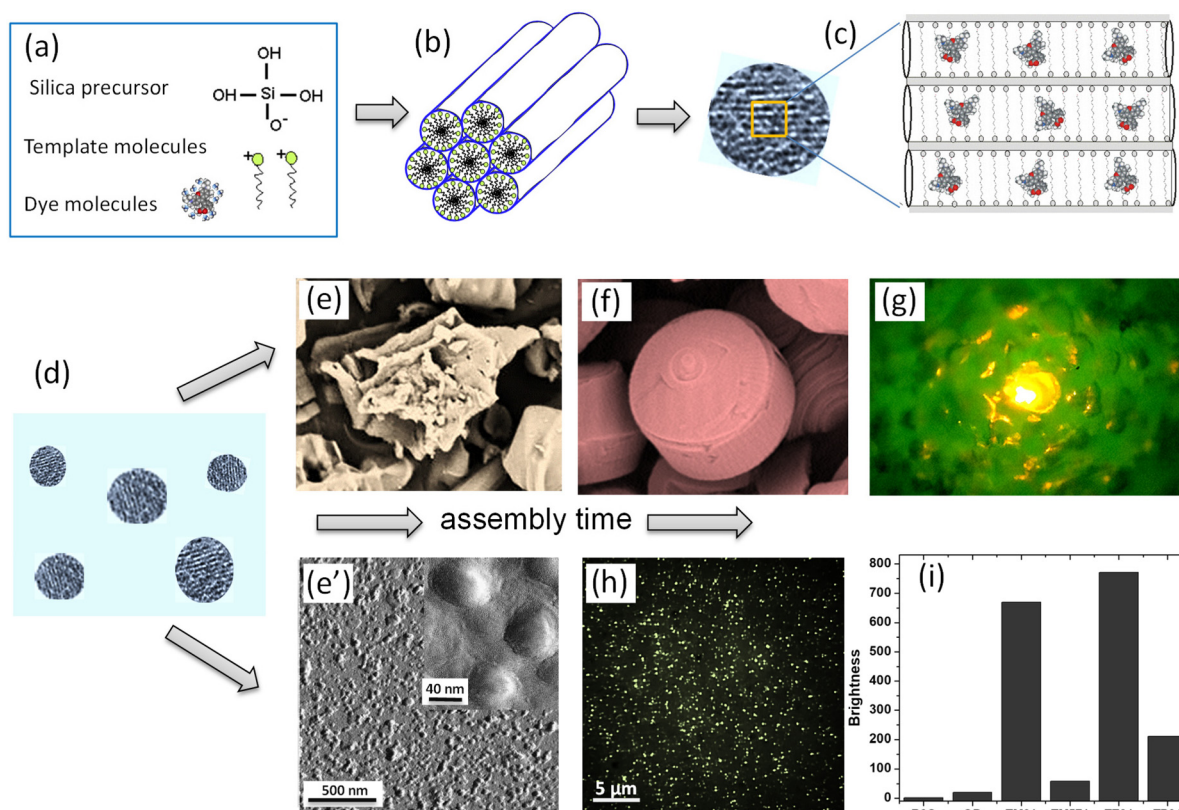 (a)
Silica precursor
OH
OH Si OH
O-
Template molecules
+ +
Dye molecules
(b)
(c)
(d)
(e)
(f)
(g)
assembly time
(e')
40 nm
500 nm
(h)
5 µm
(i)
Brightness
800
700
600
500
400
300
200
100
0